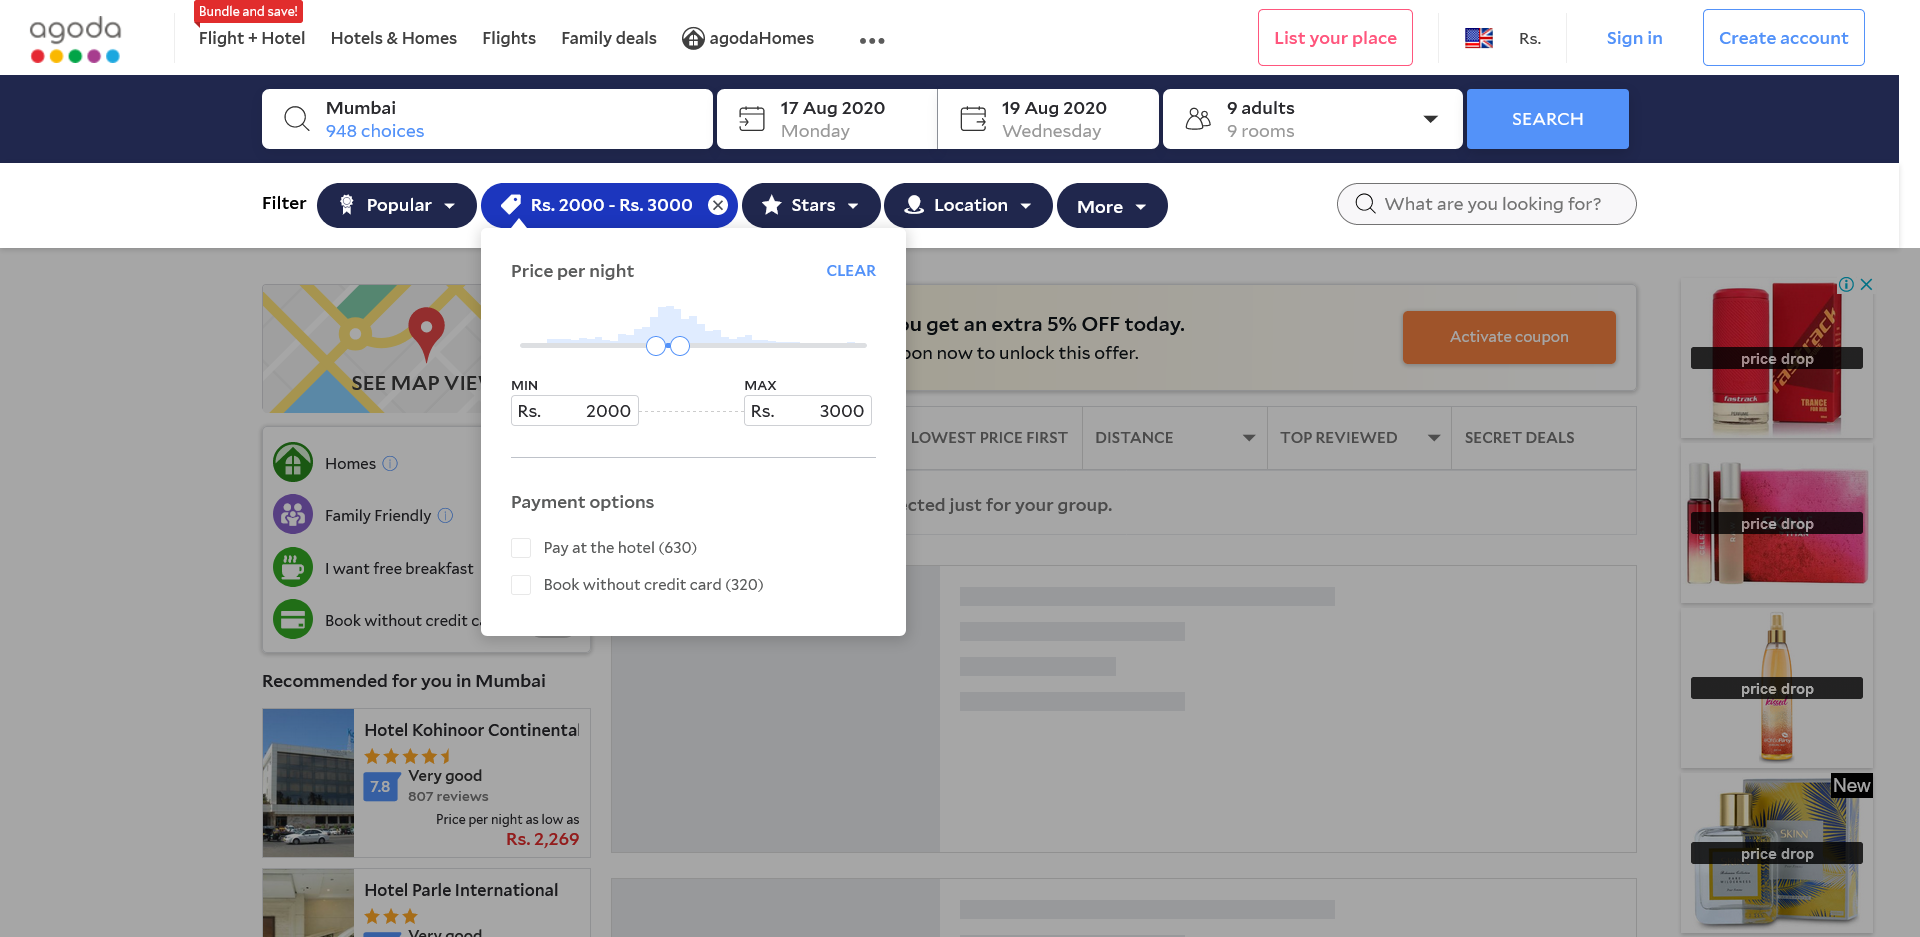 Bundle and save!
agoda
Flight + Hotel
Hotels & Homes
Flights
Family deals
agodaHomes
List your place
Rs.
Sign in
Create account
Mumbai
948 choices
17 Aug 2020
Monday
19 Aug 2020
Wednesday
9 adults
9 rooms
SEARCH
Filter
Popular
Rs. 2000 - Rs. 3000
Stars
Location
More
What are you looking for?
Price per night
CLEAR
MIN
MAX
Rs. 2000
Rs. 3000
Payment options
Pay at the hotel (630)
Book without credit card (320)
SEE MAP VIEW
Homes
Family Friendly
I want free breakfast
Book without credit
Recommended for you in Mumbai
Hotel Kohinoor Continental
7.8
Very good
807 reviews
Price per night as low as
Rs. 2,269
Hotel Parle International
Very good
get an extra 5% OFF today.
now to unlock this offer.
Activate coupon
LOWEST PRICE FIRST
DISTANCE
TOP REVIEWED
SECRET DEALS
just for your group.
fastrack
fastrack
TRANCE
FOR HER
price drop
price drop
price drop
New
SKINN
price drop